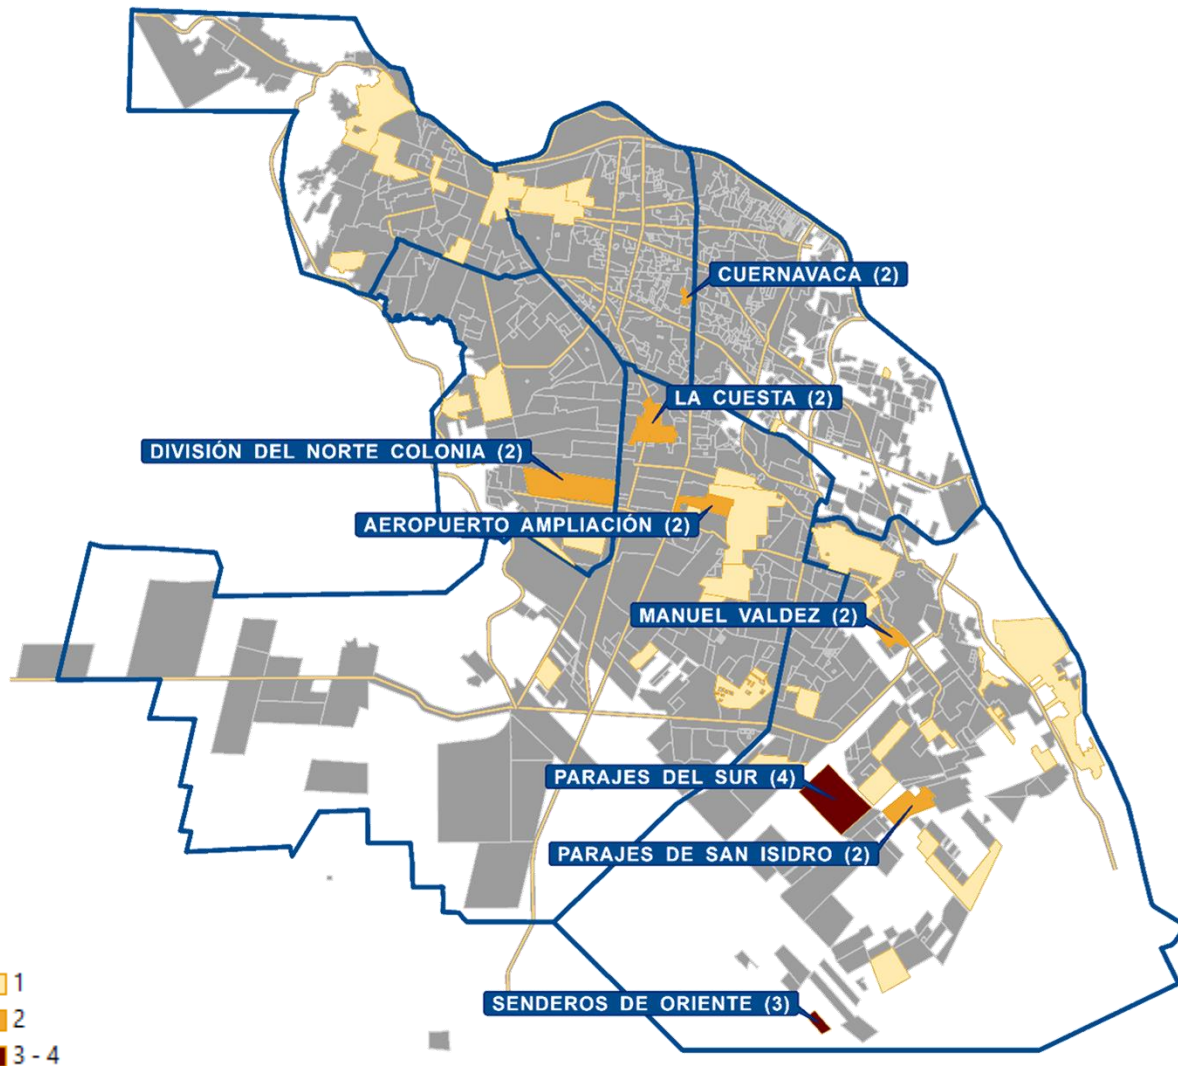 CUERNAVACA (2)
LA CUESTA (2)
DIVISIÓN DEL NORTE COLONIA (2)
AEROPUERTO AMPLIACIÓN (2)
MANUEL VALDEZ (2)
PARAJES DEL SUR (4)
PARAJES DE SAN ISIDRO (2)
SENDEROS DE ORIENTE (3)
1
2
3 - 4